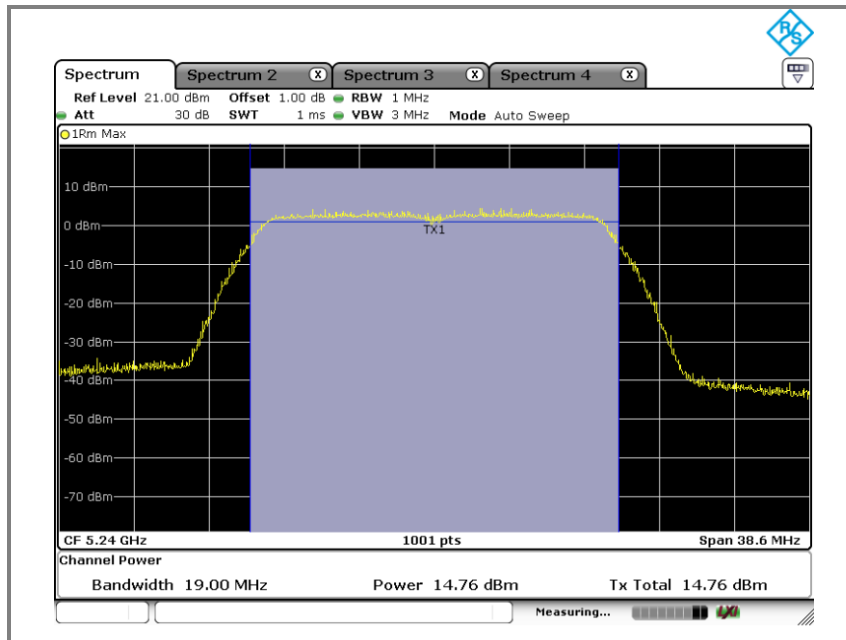 R S
Spectrum Spectrum 2 X Spectrum 3 X Spectrum 4 X
Ref Level 21.00 dBm Offset 1.00 dB RBW 1 MHz
Att 30 dB SWT 1 ms VBW 3 MHz Mode Auto Sweep
1Rm Max
10 dBm
0 dBm
TX1
-10 dBm
-20 dBm
-30 dBm
-40 dBm
-50 dBm
-60 dBm
-70 dBm
CF 5.24 GHz 1001 pts Span 38.6 MHz
Channel Power
Bandwidth 19.00 MHz Power 14.76 dBm Tx Total 14.76 dBm
Measuring...